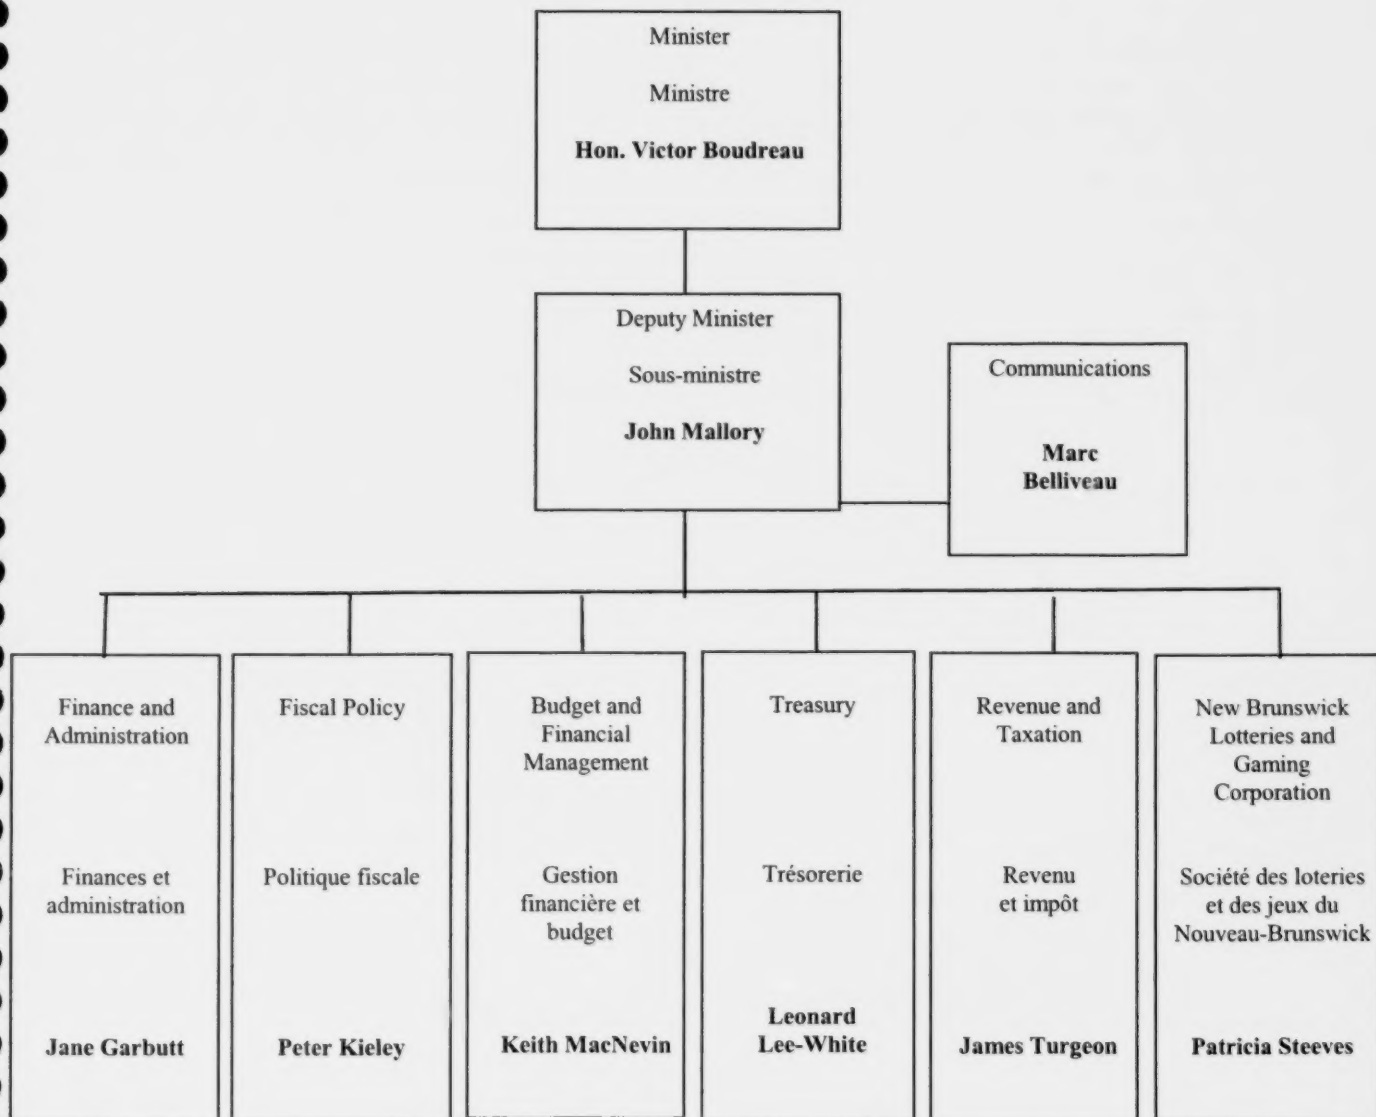 Minister
Ministre
Hon. Victor Boudreau
Deputy Minister
Sous-ministre
John Mallory
Communications
Marc
Belliveau
Finance and
Administration
Finances et
administration
Jane Garbutt
Fiscal Policy
Politique fiscale
Peter Kieley
Budget and
Financial
Management
Gestion
financière et
budget
Keith MacNevin
Treasury
Trésorerie
Leonard
Lee-White
Revenue and
Taxation
Revenu
et impôt
James Turgeon
New Brunswick
Lotteries and
Gaming
Corporation
Société des loteries
et des jeux du
Nouveau-Brunswick
Patricia Steeves